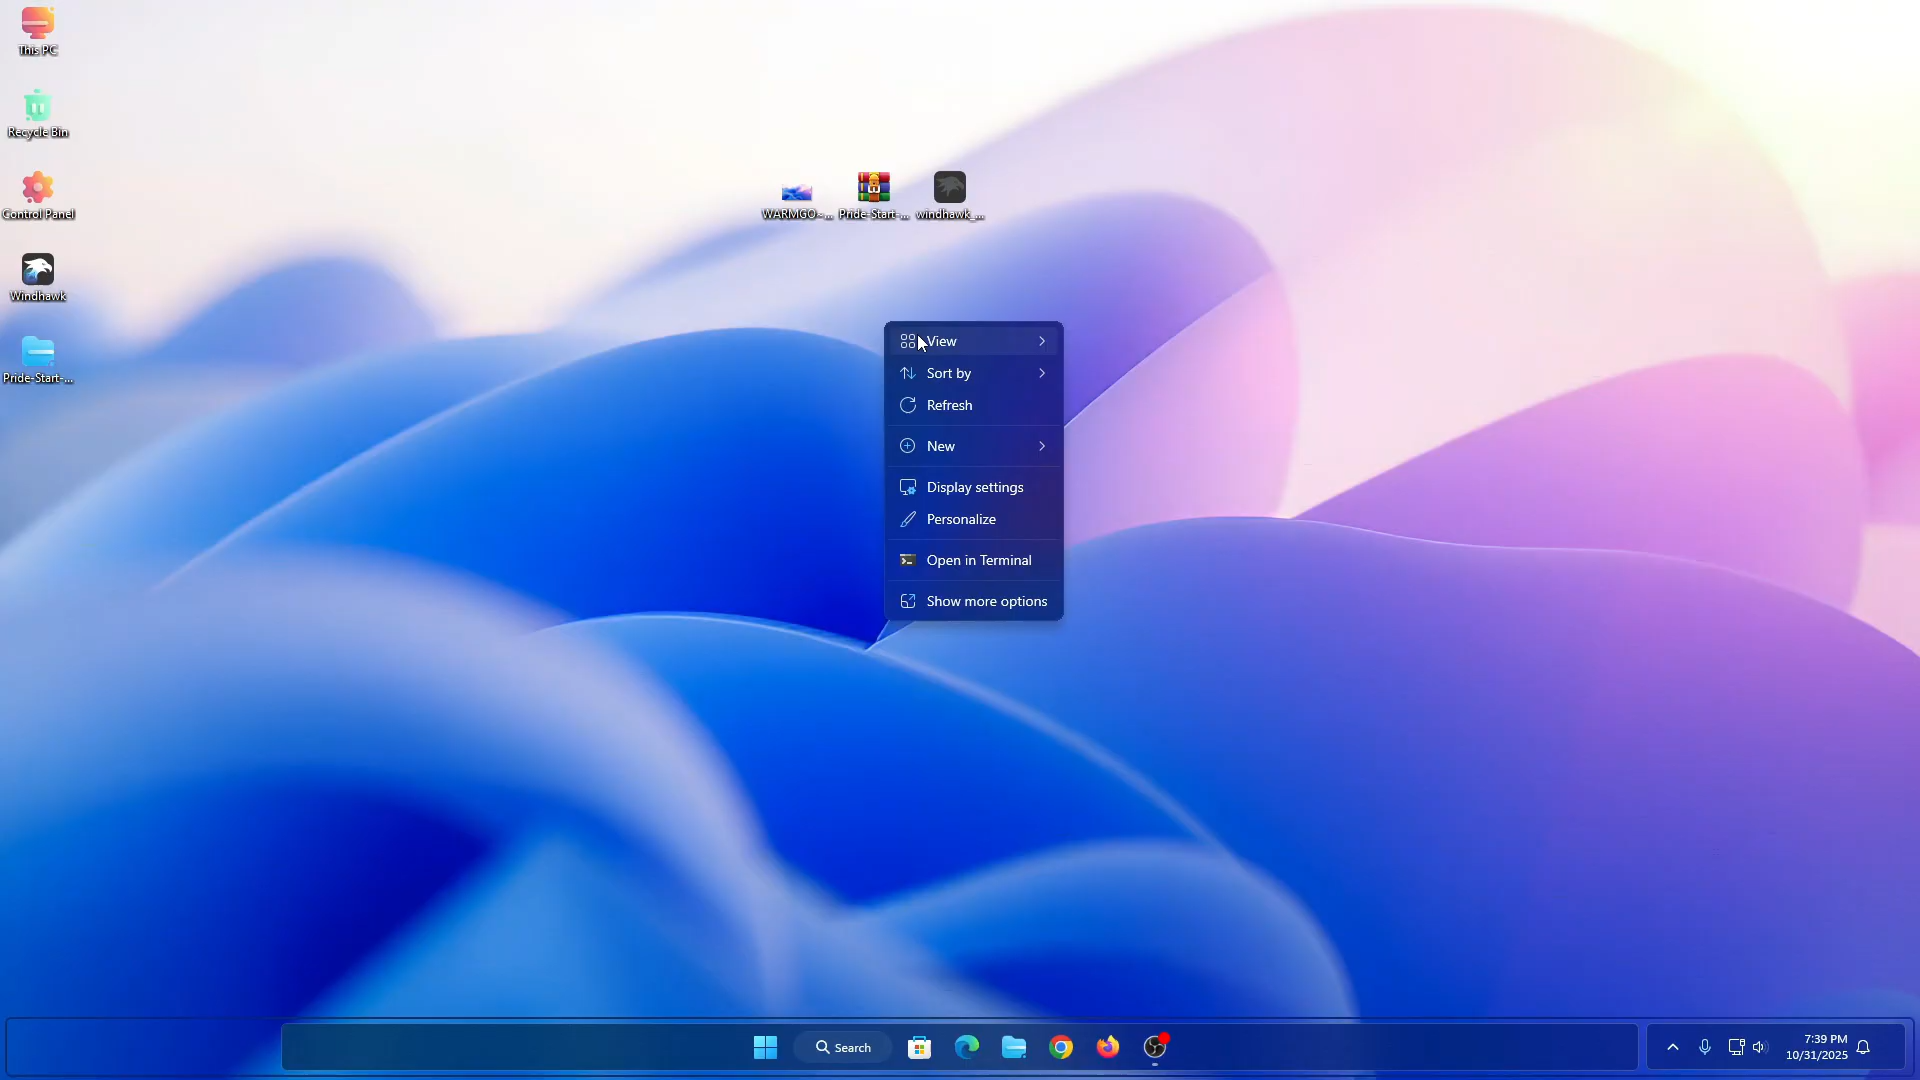 This PC
Recycle Bin
Control Panel
Windhawk
Pride-Start-...
WARMGO~...
Pride-Start-...
windhawk_...
View
Sort by
Refresh
New
Display settings
Personalize
Open in Terminal
Show more options
Search
7:39 PM
10/31/2025